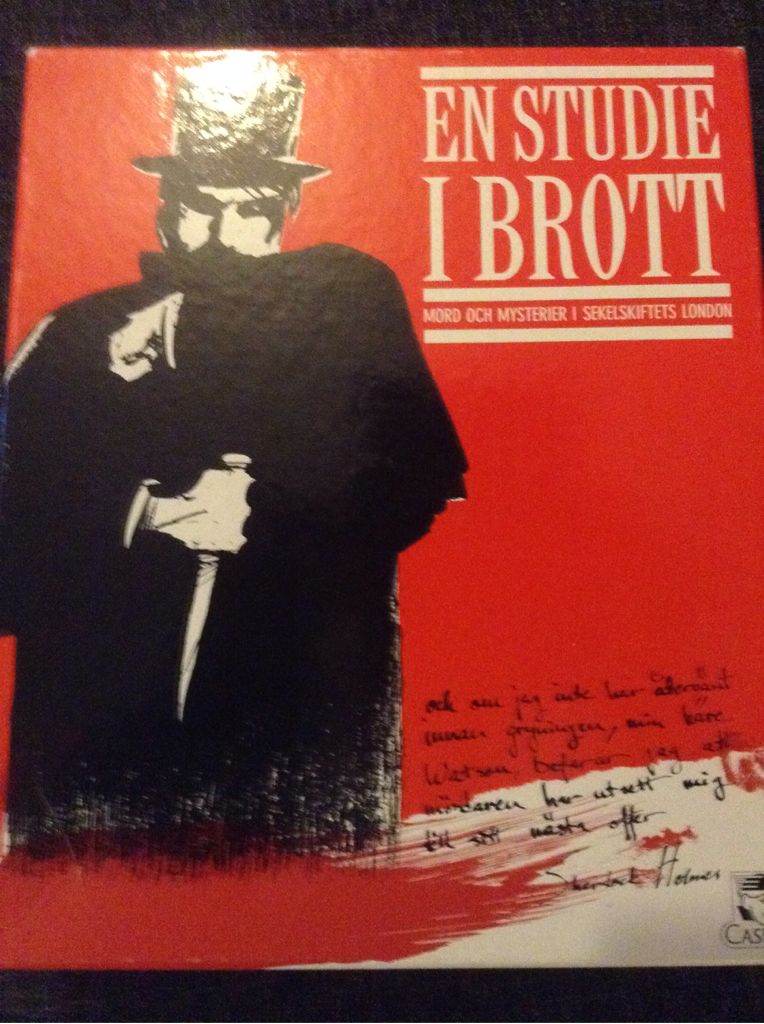 EN STUDIE
I BROTT
MORD OCH MYSTERIER I SEKELSKIFTETS LONDON
och om jag inte har återvänt
innan gryningen, min käre
Watson befarar jag att
mördaren har utsett mig
till sitt nästa offer
Sherlock Holmes
CAS